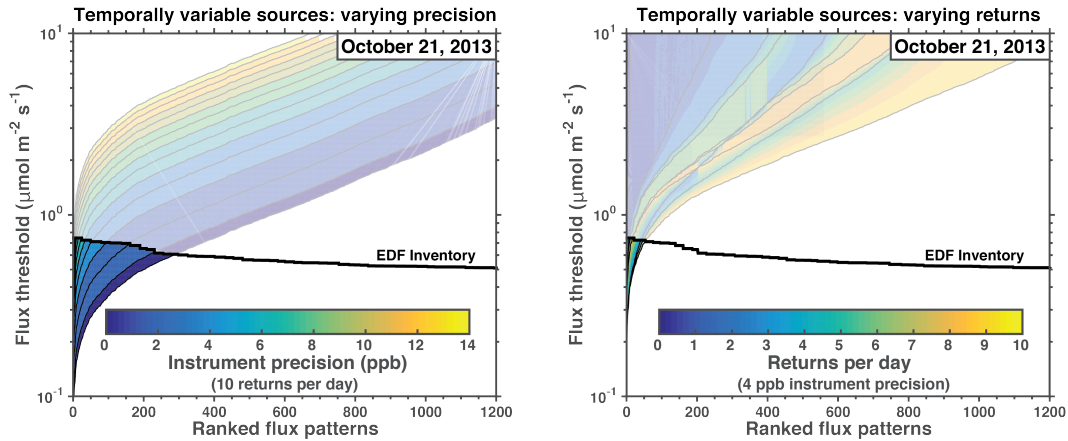 Temporally variable sources: varying precision
October 21, 2013
Flux threshold (μmol m⁻² s⁻¹)
10¹
10⁰
10⁻¹
EDF Inventory
0 2 4 6 8 10 12 14
Instrument precision (ppb)
(10 returns per day)
0 200 400 600 800 1000 1200
Ranked flux patterns
Temporally variable sources: varying returns
October 21, 2013
Flux threshold (μmol m⁻² s⁻¹)
10¹
10⁰
10⁻¹
EDF Inventory
0 1 2 3 4 5 6 7 8 9 10
Returns per day
(4 ppb instrument precision)
0 200 400 600 800 1000 1200
Ranked flux patterns